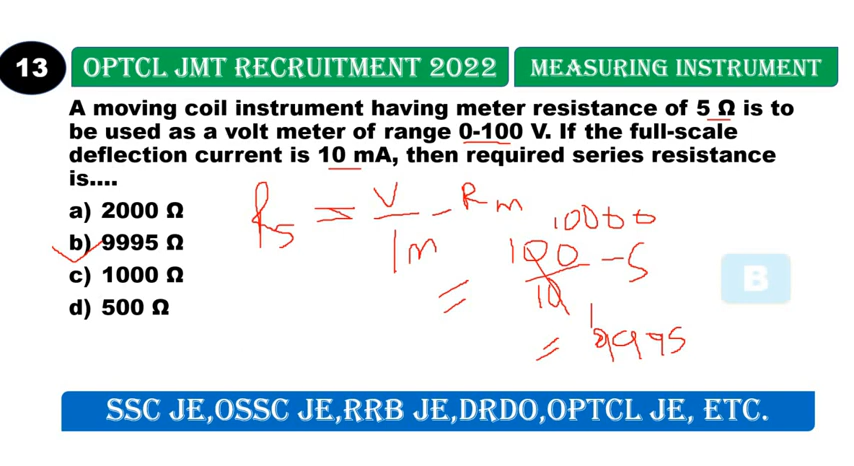 13
OPTCL JMT RECRUITMENT 2022
MEASURING INSTRUMENT
A moving coil instrument having meter resistance of 5 Ω is to
be used as a volt meter of range 0-100 V. If the full-scale
deflection current is 10 mA, then required series resistance
is....
a) 2000 Ω
b) 9995 Ω
c) 1000 Ω
d) 500 Ω
Rs = V/Im - Rm
10000
= 100/10 - 5
= 9995
B
SSC JE,OSSC JE,RRB JE,DRDO,OPTCL JE, ETC.